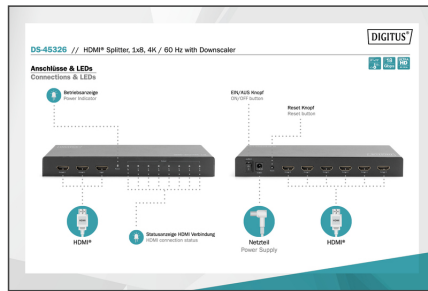 DIGITUS®
DS-45326 // HDMI® Splitter, 1x8, 4K / 60 Hz with Downscaler
18
HD
Anschlüsse & LEDs
Connections & LEDs
Betriebsanzeige
Power Indicator
EIN/AUS Knopf
ON/OFF button
Reset Knopf
Reset button
HDMI®
Statusanzeige HDMI Verbindung
HDMI connection status
Netzteil
Power Supply
HDMI®